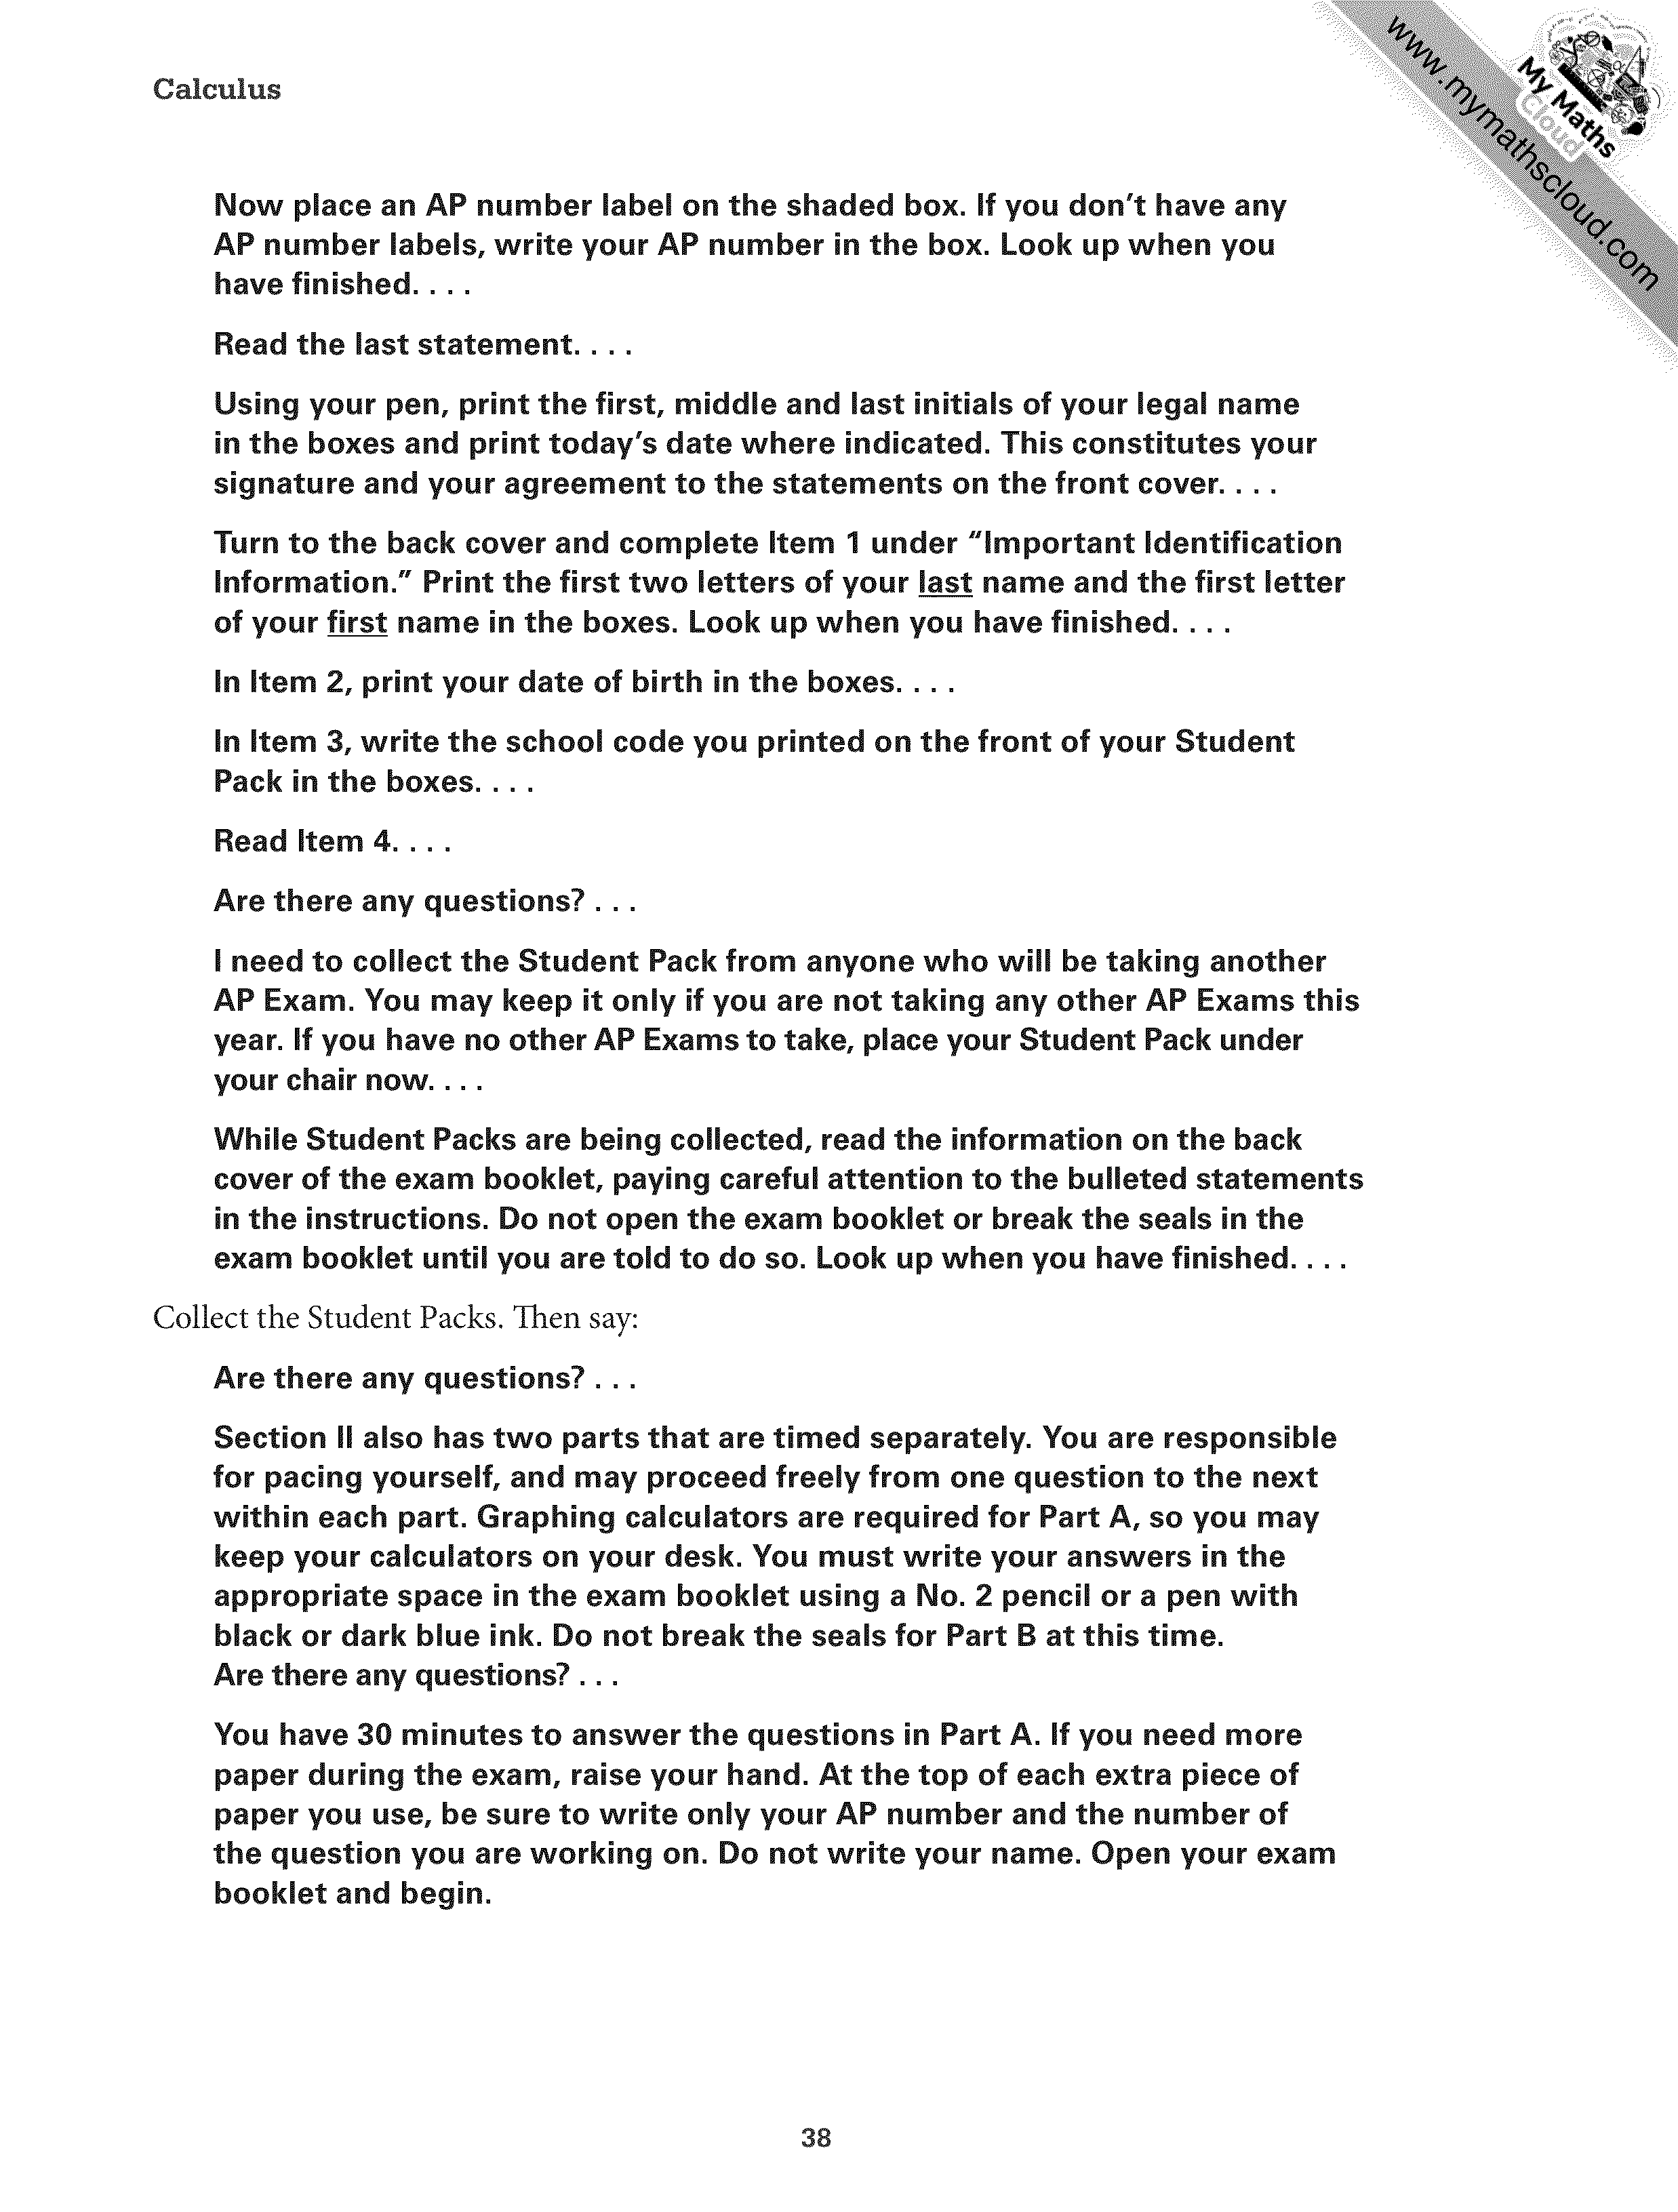 Calculus
www.mymathscloud.com
My Maths
Cloud
Now place an AP number label on the shaded box. If you don't have any
AP number labels, write your AP number in the box. Look up when you
have finished. . . .
Read the last statement. . . .
Using your pen, print the first, middle and last initials of your legal name
in the boxes and print today's date where indicated. This constitutes your
signature and your agreement to the statements on the front cover. . . .
Turn to the back cover and complete Item 1 under "Important Identification
Information." Print the first two letters of your last name and the first letter
of your first name in the boxes. Look up when you have finished. . . .
In Item 2, print your date of birth in the boxes. . . .
In Item 3, write the school code you printed on the front of your Student
Pack in the boxes. . . .
Read Item 4. . . .
Are there any questions? . . .
I need to collect the Student Pack from anyone who will be taking another
AP Exam. You may keep it only if you are not taking any other AP Exams this
year. If you have no other AP Exams to take, place your Student Pack under
your chair now. . . .
While Student Packs are being collected, read the information on the back
cover of the exam booklet, paying careful attention to the bulleted statements
in the instructions. Do not open the exam booklet or break the seals in the
exam booklet until you are told to do so. Look up when you have finished. . . .
Collect the Student Packs. Then say:
Are there any questions? . . .
Section II also has two parts that are timed separately. You are responsible
for pacing yourself, and may proceed freely from one question to the next
within each part. Graphing calculators are required for Part A, so you may
keep your calculators on your desk. You must write your answers in the
appropriate space in the exam booklet using a No. 2 pencil or a pen with
black or dark blue ink. Do not break the seals for Part B at this time.
Are there any questions? . . .
You have 30 minutes to answer the questions in Part A. If you need more
paper during the exam, raise your hand. At the top of each extra piece of
paper you use, be sure to write only your AP number and the number of
the question you are working on. Do not write your name. Open your exam
booklet and begin.
38